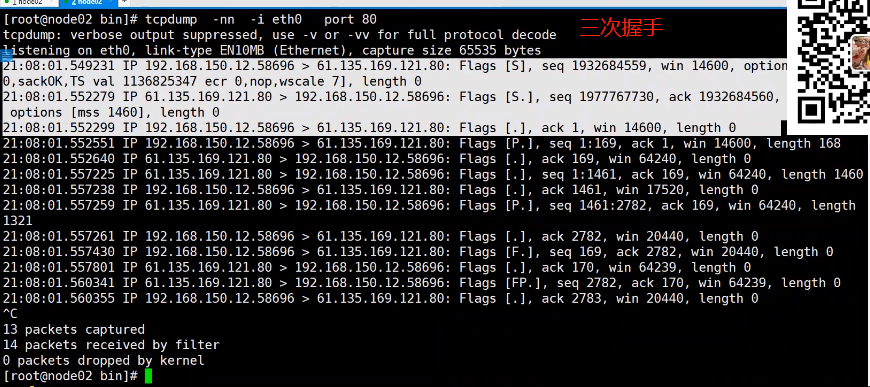 1 node02 2 node02
[root@node02 bin]# tcpdump -nn -i eth0 port 80
三次握手
tcpdump: verbose output suppressed, use -v or -vv for full protocol decode
listening on eth0, link-type EN10MB (Ethernet), capture size 65535 bytes
21:08:01.549231 IP 192.168.150.12.58696 > 61.135.169.121.80: Flags [S], seq 1932684559, win 14600, option
0,sackOK,TS val 1136825347 ecr 0,nop,wscale 7], length 0
21:08:01.552279 IP 61.135.169.121.80 > 192.168.150.12.58696: Flags [S.], seq 1977767730, ack 1932684560,
options [mss 1460], length 0
21:08:01.552299 IP 192.168.150.12.58696 > 61.135.169.121.80: Flags [.], ack 1, win 14600, length 0
21:08:01.552551 IP 192.168.150.12.58696 > 61.135.169.121.80: Flags [P.], seq 1:169, ack 1, win 14600, length 168
21:08:01.552640 IP 61.135.169.121.80 > 192.168.150.12.58696: Flags [.], ack 169, win 64240, length 0
21:08:01.557225 IP 61.135.169.121.80 > 192.168.150.12.58696: Flags [.], seq 1:1461, ack 169, win 64240, length 1460
21:08:01.557238 IP 192.168.150.12.58696 > 61.135.169.121.80: Flags [.], ack 1461, win 17520, length 0
21:08:01.557259 IP 61.135.169.121.80 > 192.168.150.12.58696: Flags [P.], seq 1461:2782, ack 169, win 64240, length
1321
21:08:01.557261 IP 192.168.150.12.58696 > 61.135.169.121.80: Flags [.], ack 2782, win 20440, length 0
21:08:01.557430 IP 192.168.150.12.58696 > 61.135.169.121.80: Flags [F.], seq 169, ack 2782, win 20440, length 0
21:08:01.557801 IP 61.135.169.121.80 > 192.168.150.12.58696: Flags [.], ack 170, win 64239, length 0
21:08:01.560341 IP 61.135.169.121.80 > 192.168.150.12.58696: Flags [FP.], seq 2782, ack 170, win 64239, length 0
21:08:01.560355 IP 192.168.150.12.58696 > 61.135.169.121.80: Flags [.], ack 2783, win 20440, length 0
^C
13 packets captured
14 packets received by filter
0 packets dropped by kernel
[root@node02 bin]#